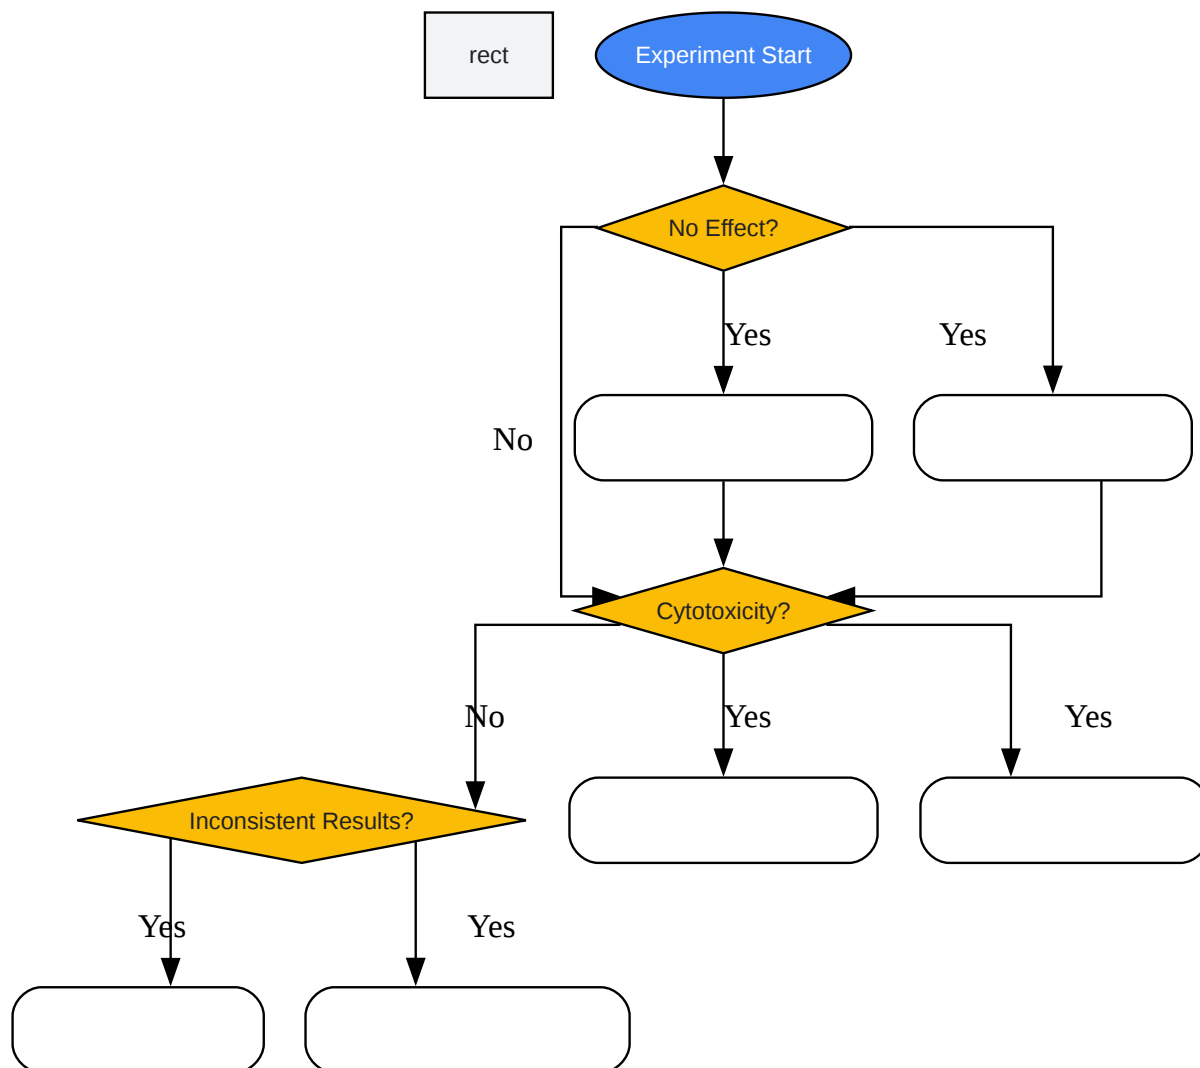 rect
Experiment Start
No Effect?
Yes
Yes
No
Cytotoxicity?
No
Yes
Yes
Inconsistent Results?
Yes
Yes